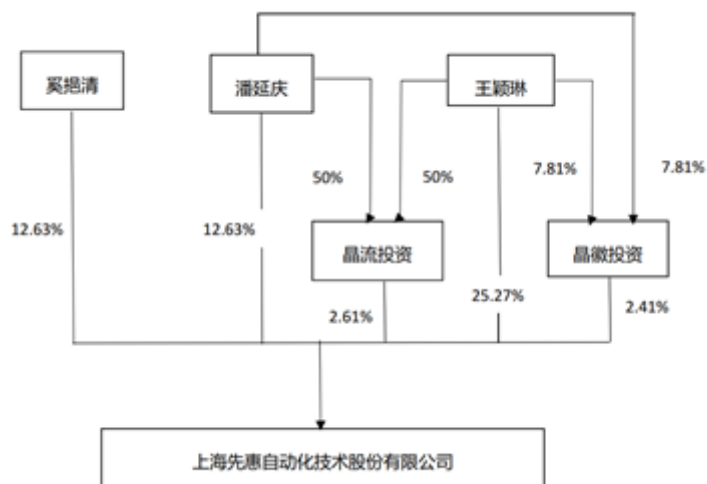 奚挹清
潘延庆
王颖琳
50%
50%
7.81%
7.81%
12.63%
12.63%
晶流投资
晶徽投资
25.27%
2.61%
2.41%
上海先惠自动化技术股份有限公司